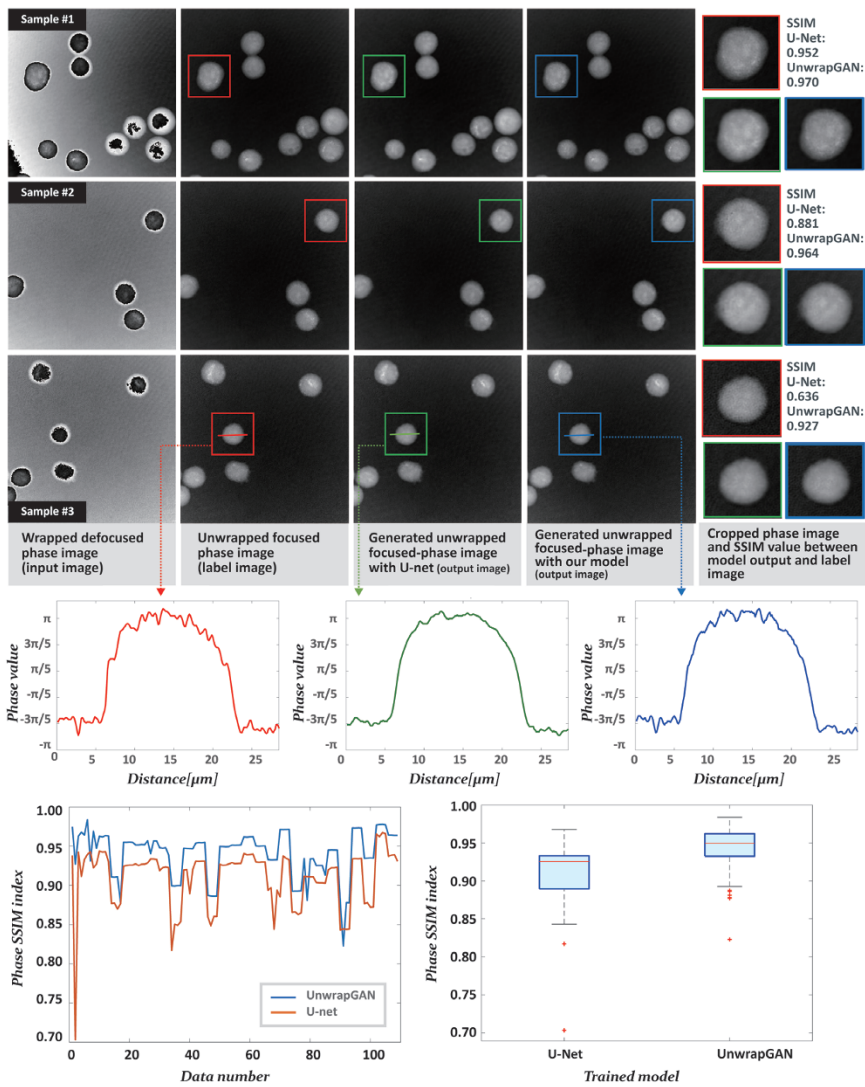 Sample #1
SSIM
U-Net:
0.952
UnwrapGAN:
0.970
Sample #2
SSIM
U-Net:
0.881
UnwrapGAN:
0.964
SSIM
U-Net:
0.636
UnwrapGAN:
0.927
Sample #3
Wrapped defocused
phase image
(input image)
Unwrapped focused
phase image
(label image)
Generated unwrapped
focused-phase image
with U-net (output image)
Generated unwrapped
focused-phase image
with our model
(output image)
Cropped phase image
and SSIM value between
model output and label
image
Phase value
π
3π/5
π/5
-π/5
-3π/5
-π
0 5 10 15 20 25
Distance[μm]
Phase value
π
3π/5
π/5
-π/5
-3π/5
-π
0 5 10 15 20 25
Distance[μm]
Phase value
π
3π/5
π/5
-π/5
-3π/5
-π
0 5 10 15 20 25
Distance[μm]
Phase SSIM index
1.00
0.95
0.90
0.85
0.80
0.75
0.70
UnwrapGAN
U-net
0 20 40 60 80 100
Data number
Phase SSIM index
1.00
0.95
0.90
0.85
0.80
0.75
0.70
U-Net UnwrapGAN
Trained model